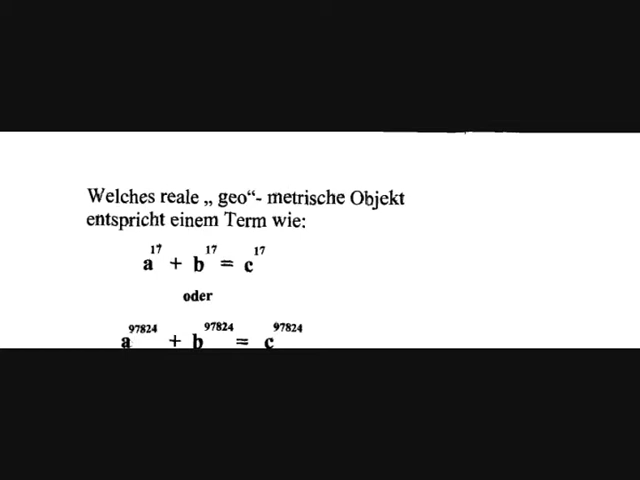 Welches reale „ geo“- metrische Objekt
entspricht einem Term wie:
a¹⁷ + b¹⁷ = c¹⁷
oder
a⁹⁷⁸²⁴ + b⁹⁷⁸²⁴ = c⁹⁷⁸²⁴